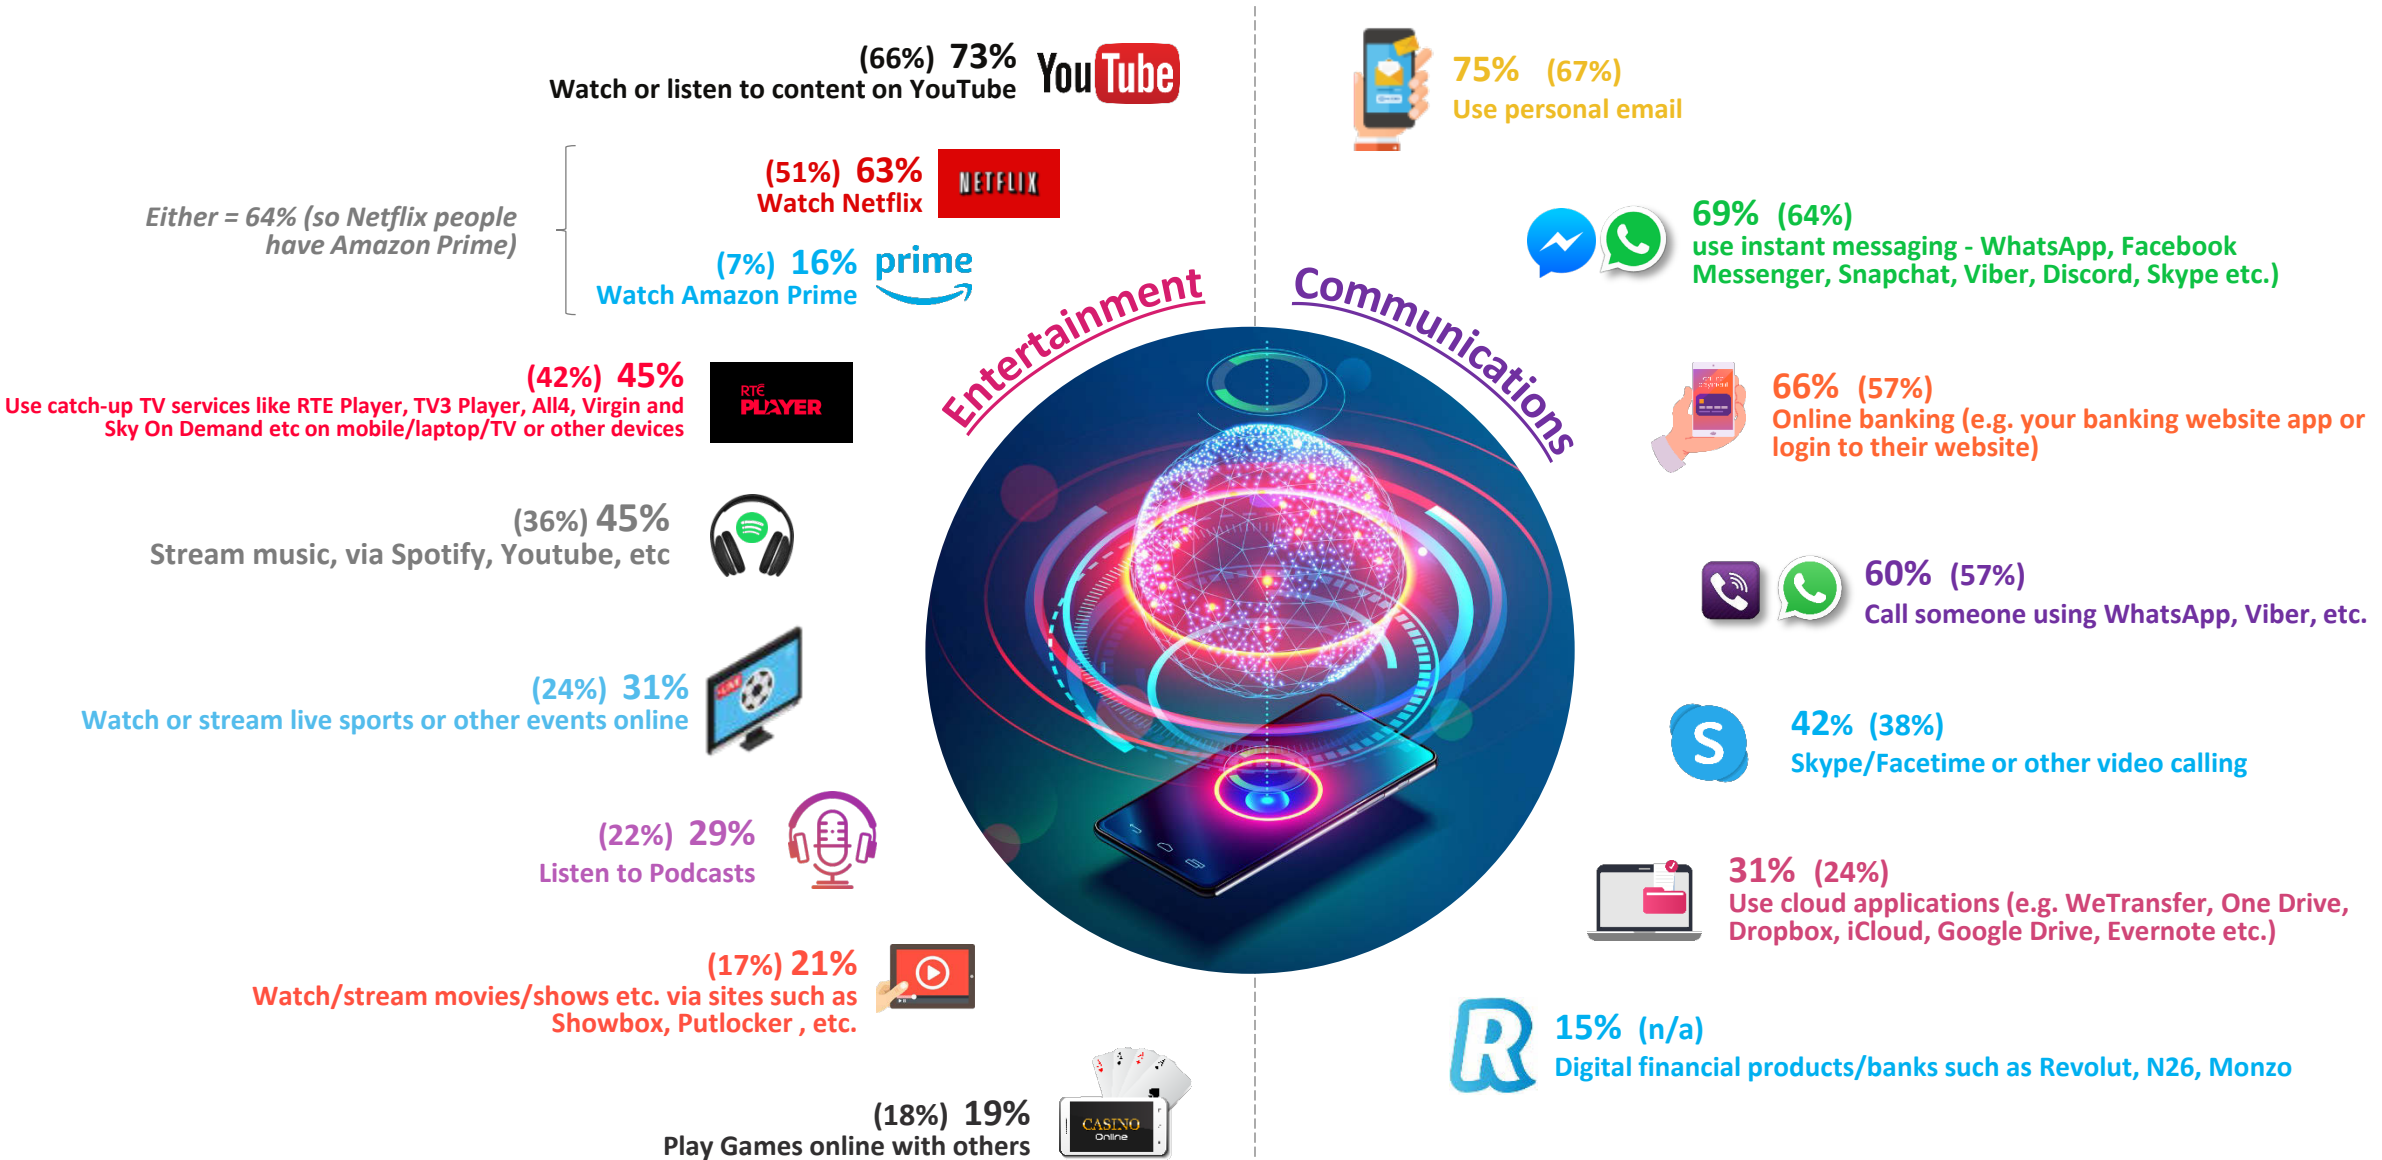 (66%) 73%
Watch or listen to content on YouTube
YouTube
(51%) 63%
Watch Netflix
NETFLIX
Either = 64% (so Netflix people
have Amazon Prime)
(7%) 16%
Watch Amazon Prime
prime
(42%) 45%
Use catch-up TV services like RTE Player, TV3 Player, All4, Virgin and
Sky On Demand etc on mobile/laptop/TV or other devices
RTÉ
PLAYER
(36%) 45%
Stream music, via Spotify, Youtube, etc
(24%) 31%
Watch or stream live sports or other events online
LIVE
(22%) 29%
Listen to Podcasts
(17%) 21%
Watch/stream movies/shows etc. via sites such as
Showbox, Putlocker , etc.
(18%) 19%
Play Games online with others
CASINO
Online
Entertainment
Communications
75% (67%)
Use personal email
69% (64%)
use instant messaging - WhatsApp, Facebook
Messenger, Snapchat, Viber, Discord, Skype etc.)
66% (57%)
Online banking (e.g. your banking website app or
login to their website)
60% (57%)
Call someone using WhatsApp, Viber, etc.
S
42% (38%)
Skype/Facetime or other video calling
31% (24%)
Use cloud applications (e.g. WeTransfer, One Drive,
Dropbox, iCloud, Google Drive, Evernote etc.)
R
15% (n/a)
Digital financial products/banks such as Revolut, N26, Monzo